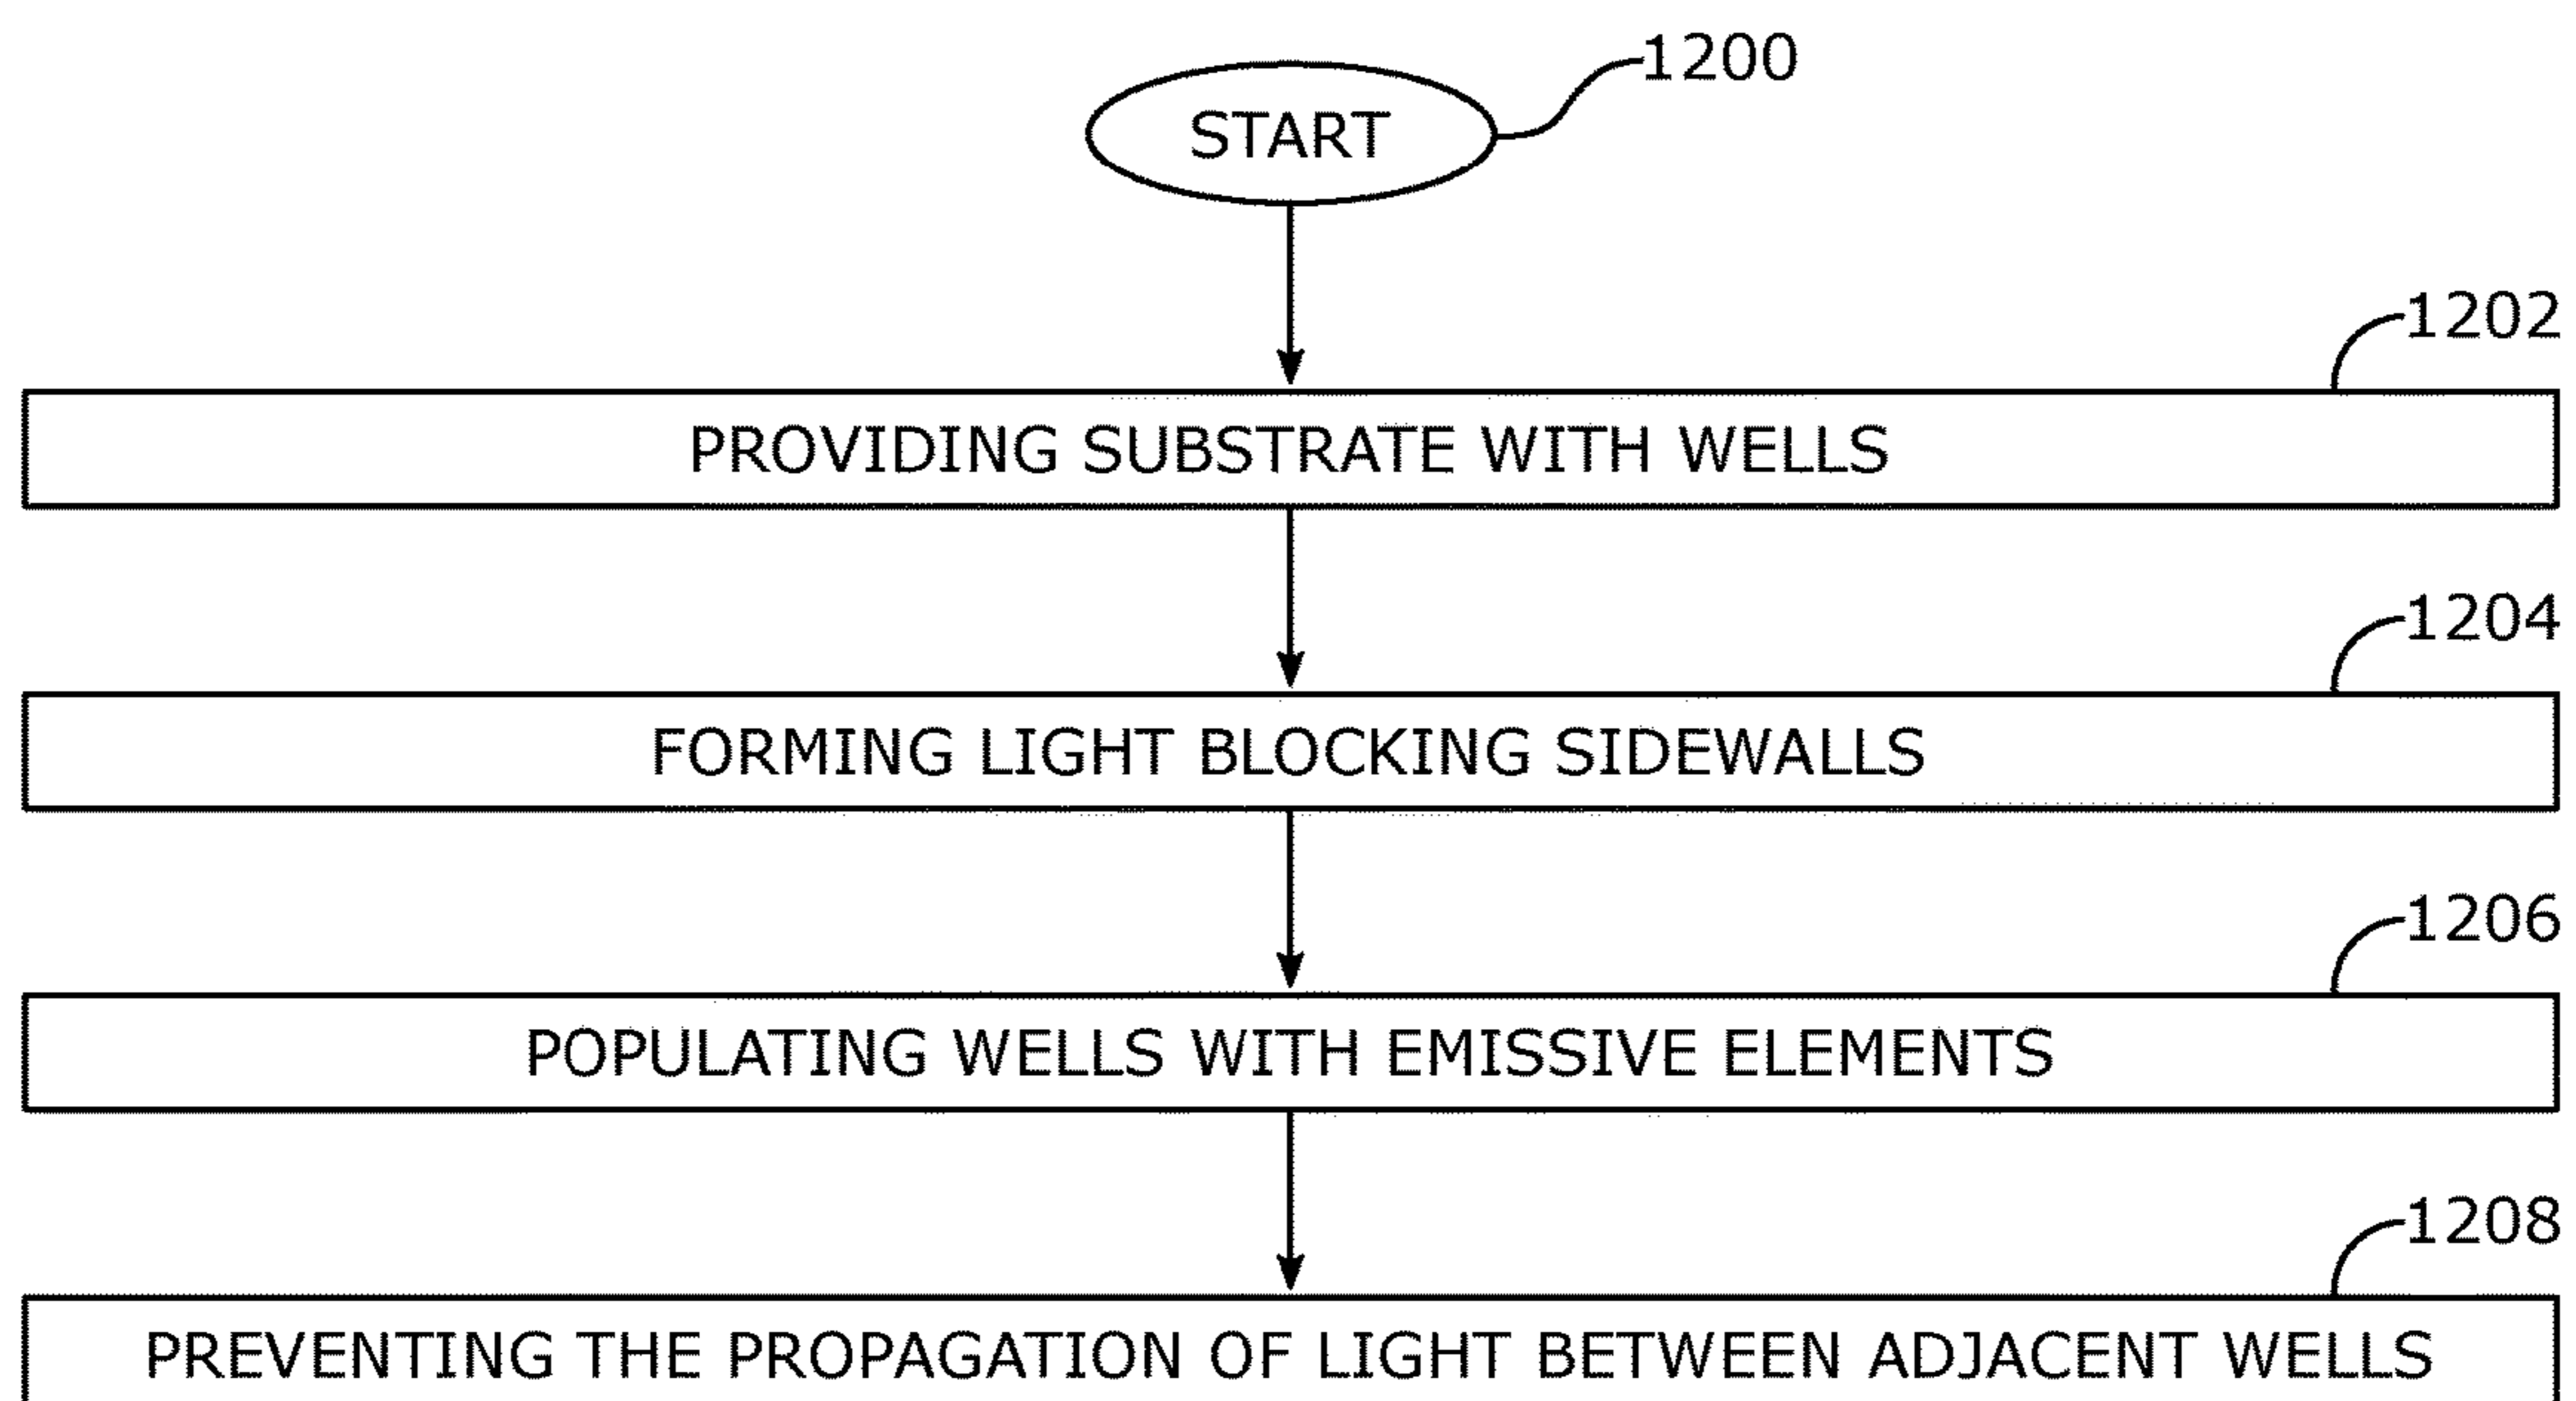 1200
START
1202
PROVIDING SUBSTRATE WITH WELLS
1204
FORMING LIGHT BLOCKING SIDEWALLS
1206
POPULATING WELLS WITH EMISSIVE ELEMENTS
1208
PREVENTING THE PROPAGATION OF LIGHT BETWEEN ADJACENT WELLS